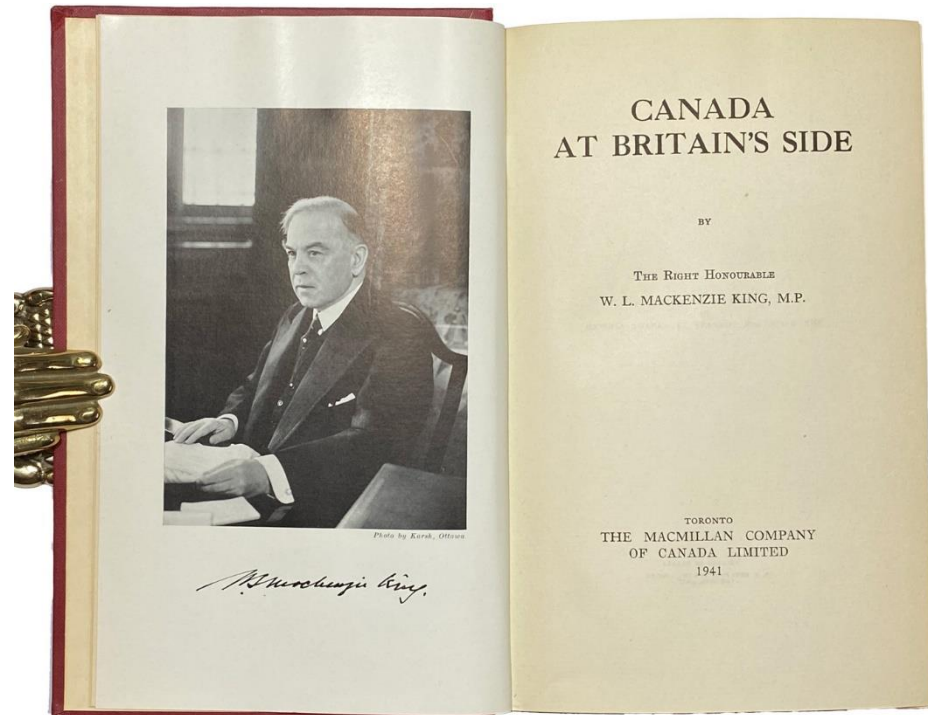 Photo by Karsh, Ottawa
W. L. Mackenzie King.
CANADA
AT BRITAIN'S SIDE
BY
THE RIGHT HONOURABLE
W. L. MACKENZIE KING, M.P.
TORONTO
THE MACMILLAN COMPANY
OF CANADA LIMITED
1941